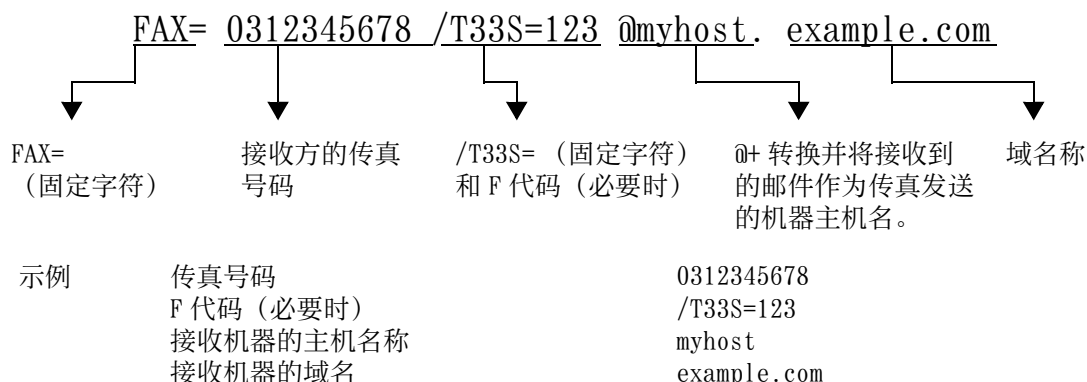 FAX= 0312345678 /T33S=123 @myhost. example.com
FAX=
（固定字符）
接收方的传真
号码
/T33S= （固定字符）
和 F 代码（必要时）
@+ 转换并将接收到
的邮件作为传真发送
的机器主机名。
域名称
示例 传真号码 0312345678
F 代码（必要时） /T33S=123
接收机器的主机名称 myhost
接收机器的域名 example.com